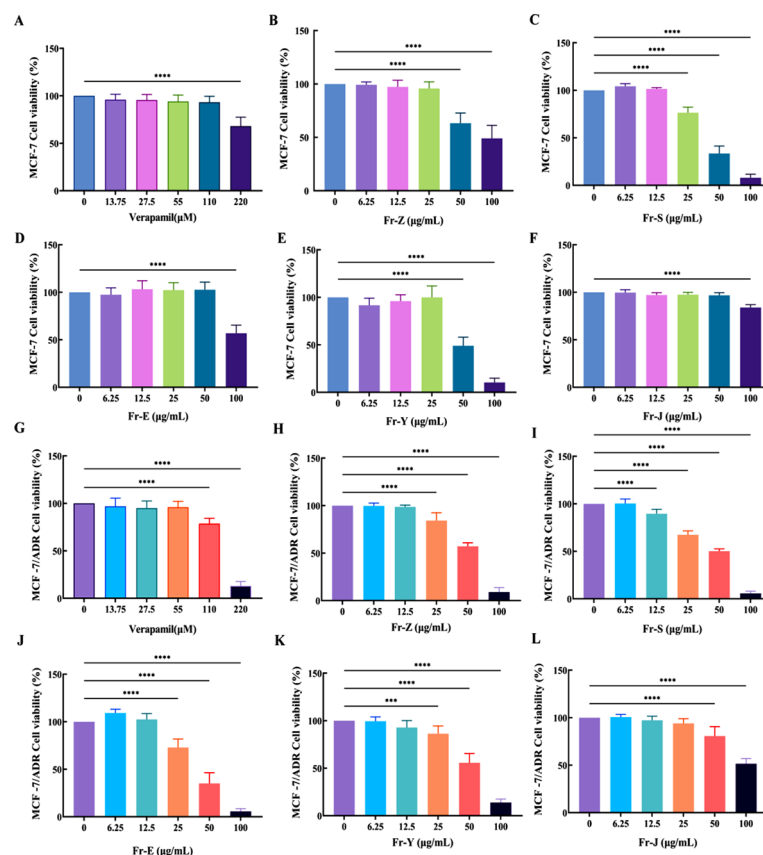 A
MCF-7 Cell viability (%)
150
100
50
0
****
0 13.75 27.5 55 110 220
Verapamil(μM)
B
MCF-7 Cell viability (%)
150
100
50
0
****
****
0 6.25 12.5 25 50 100
Fr-Z (μg/mL)
C
MCF-7 Cell viability (%)
150
100
50
0
****
****
****
0 6.25 12.5 25 50 100
Fr-S (μg/mL)
D
MCF-7 Cell viability (%)
150
100
50
0
****
0 6.25 12.5 25 50 100
Fr-E (μg/mL)
E
MCF-7 Cell viability (%)
150
100
50
0
****
****
0 6.25 12.5 25 50 100
Fr-Y (μg/mL)
F
MCF-7 Cell viability (%)
150
100
50
0
****
0 6.25 12.5 25 50 100
Fr-J (μg/mL)
G
MCF -7/ADR Cell viability (%)
150
100
50
0
****
****
0 13.75 27.5 55 110 220
Verapamil(μM)
H
MCF-7/ADR Cell viability (%)
150
100
50
0
****
****
****
0 6.25 12.5 25 50 100
Fr-Z (μg/mL)
I
MCF -7/ADR Cell viability (%)
150
100
50
0
****
****
****
****
0 6.25 12.5 25 50 100
Fr-S (μg/mL)
J
MCF -7/ADR Cell viability (%)
150
100
50
0
****
****
****
0 6.25 12.5 25 50 100
Fr-E (μg/mL)
K
MCF -7/ADR Cell viability (%)
150
100
50
0
****
****
***
0 6.25 12.5 25 50 100
Fr-Y (μg/mL)
L
MCF -7/ADR Cell viability (%)
150
100
50
0
****
****
0 6.25 12.5 25 50 100
Fr-J (μg/mL)